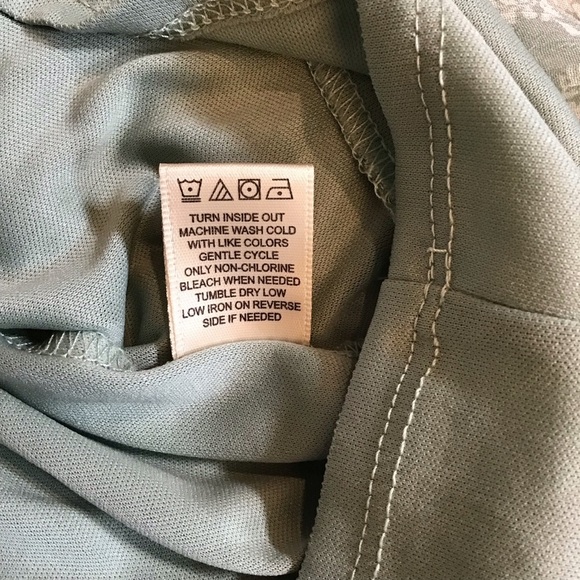 TURN INSIDE OUT
MACHINE WASH COLD
WITH LIKE COLORS
GENTLE CYCLE
ONLY NON-CHLORINE
BLEACH WHEN NEEDED
TUMBLE DRY LOW
LOW IRON ON REVERSE
SIDE IF NEEDED